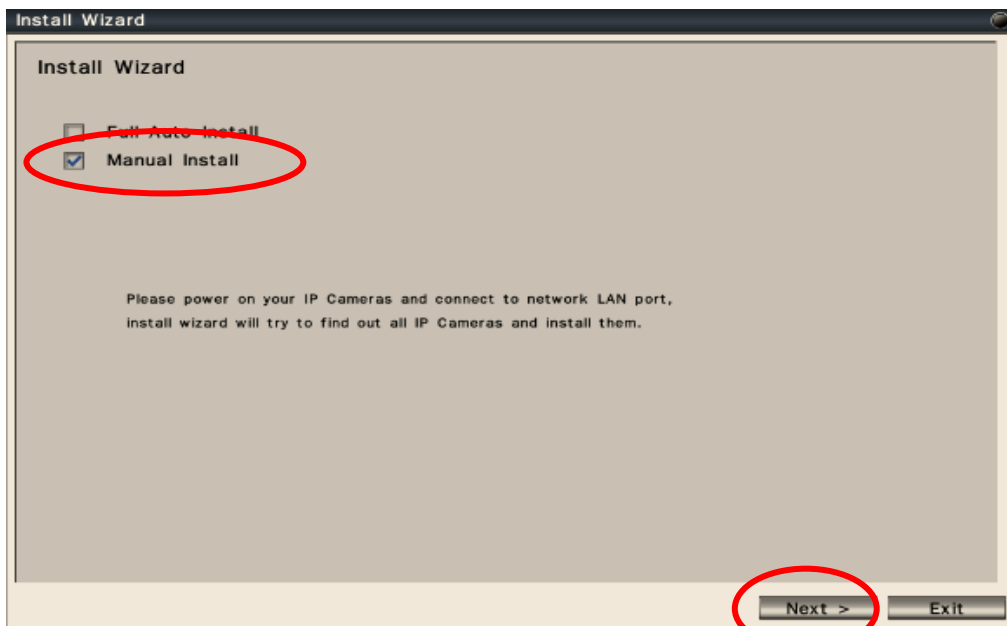 Install Wizard
Install Wizard
Full Auto Install
Manual Install
Please power on your IP Cameras and connect to network LAN port,
install wizard will try to find out all IP Cameras and install them.
Next > Exit